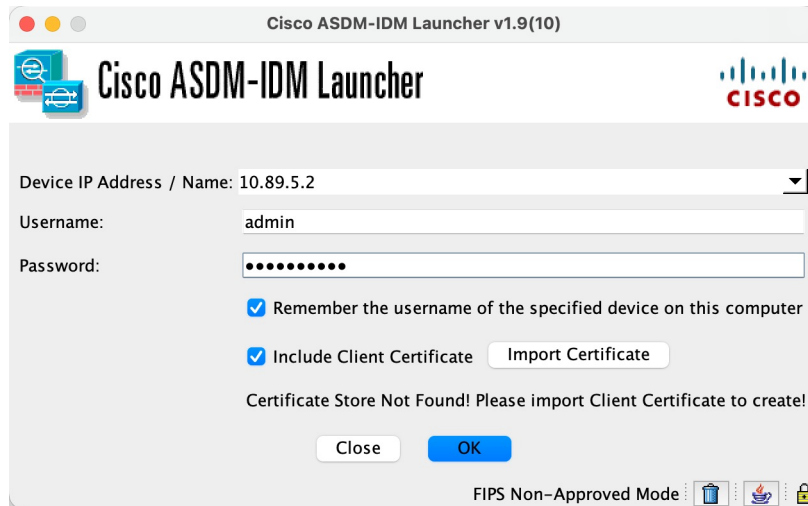 Cisco ASDM-IDM Launcher v1.9(10)
Cisco ASDM-IDM Launcher
CISCO
Device IP Address / Name: 10.89.5.2
Username: admin
Password: ●●●●●●●●●●
Remember the username of the specified device on this computer
Include Client Certificate Import Certificate
Certificate Store Not Found! Please import Client Certificate to create!
Close OK
FIPS Non-Approved Mode